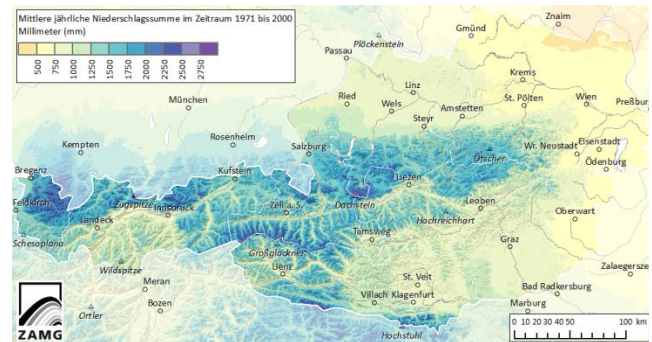 Mittlere jährliche Niederschlagssumme im Zeitraum 1971 bis 2000
Millimeter (mm)
500
750
1000
1250
1500
1750
2000
2250
2500
2750
Znaim
Gmünd
Plöckenstein
Passau
Krems
Linz
Ried
Wels
Amstetten
St. Pölten
Wien
Preßbu
München
Steyr
Kempten
Rosenheim
Salzburg
Wr. Neustadt
Eisenstadt
Ötscher
Ödenburg
Bregenz
Kufstein
Liezen
Feldkirch
Zugspitze
Innsbruck
Zell a. S.
Dachstein
Leoben
Landeck
Hochreichhart
Oberwart
Schesaplana
Tamsweg
Graz
Großglockner
Wildspitze
Lienz
St. Veit
Zalaegersze
Meran
Bozen
Villach
Klagenfurt
Bad Radkersburg
Marburg
Ortler
Hochstuhl
ZAMG
0 10 20 30 40 50 100 km